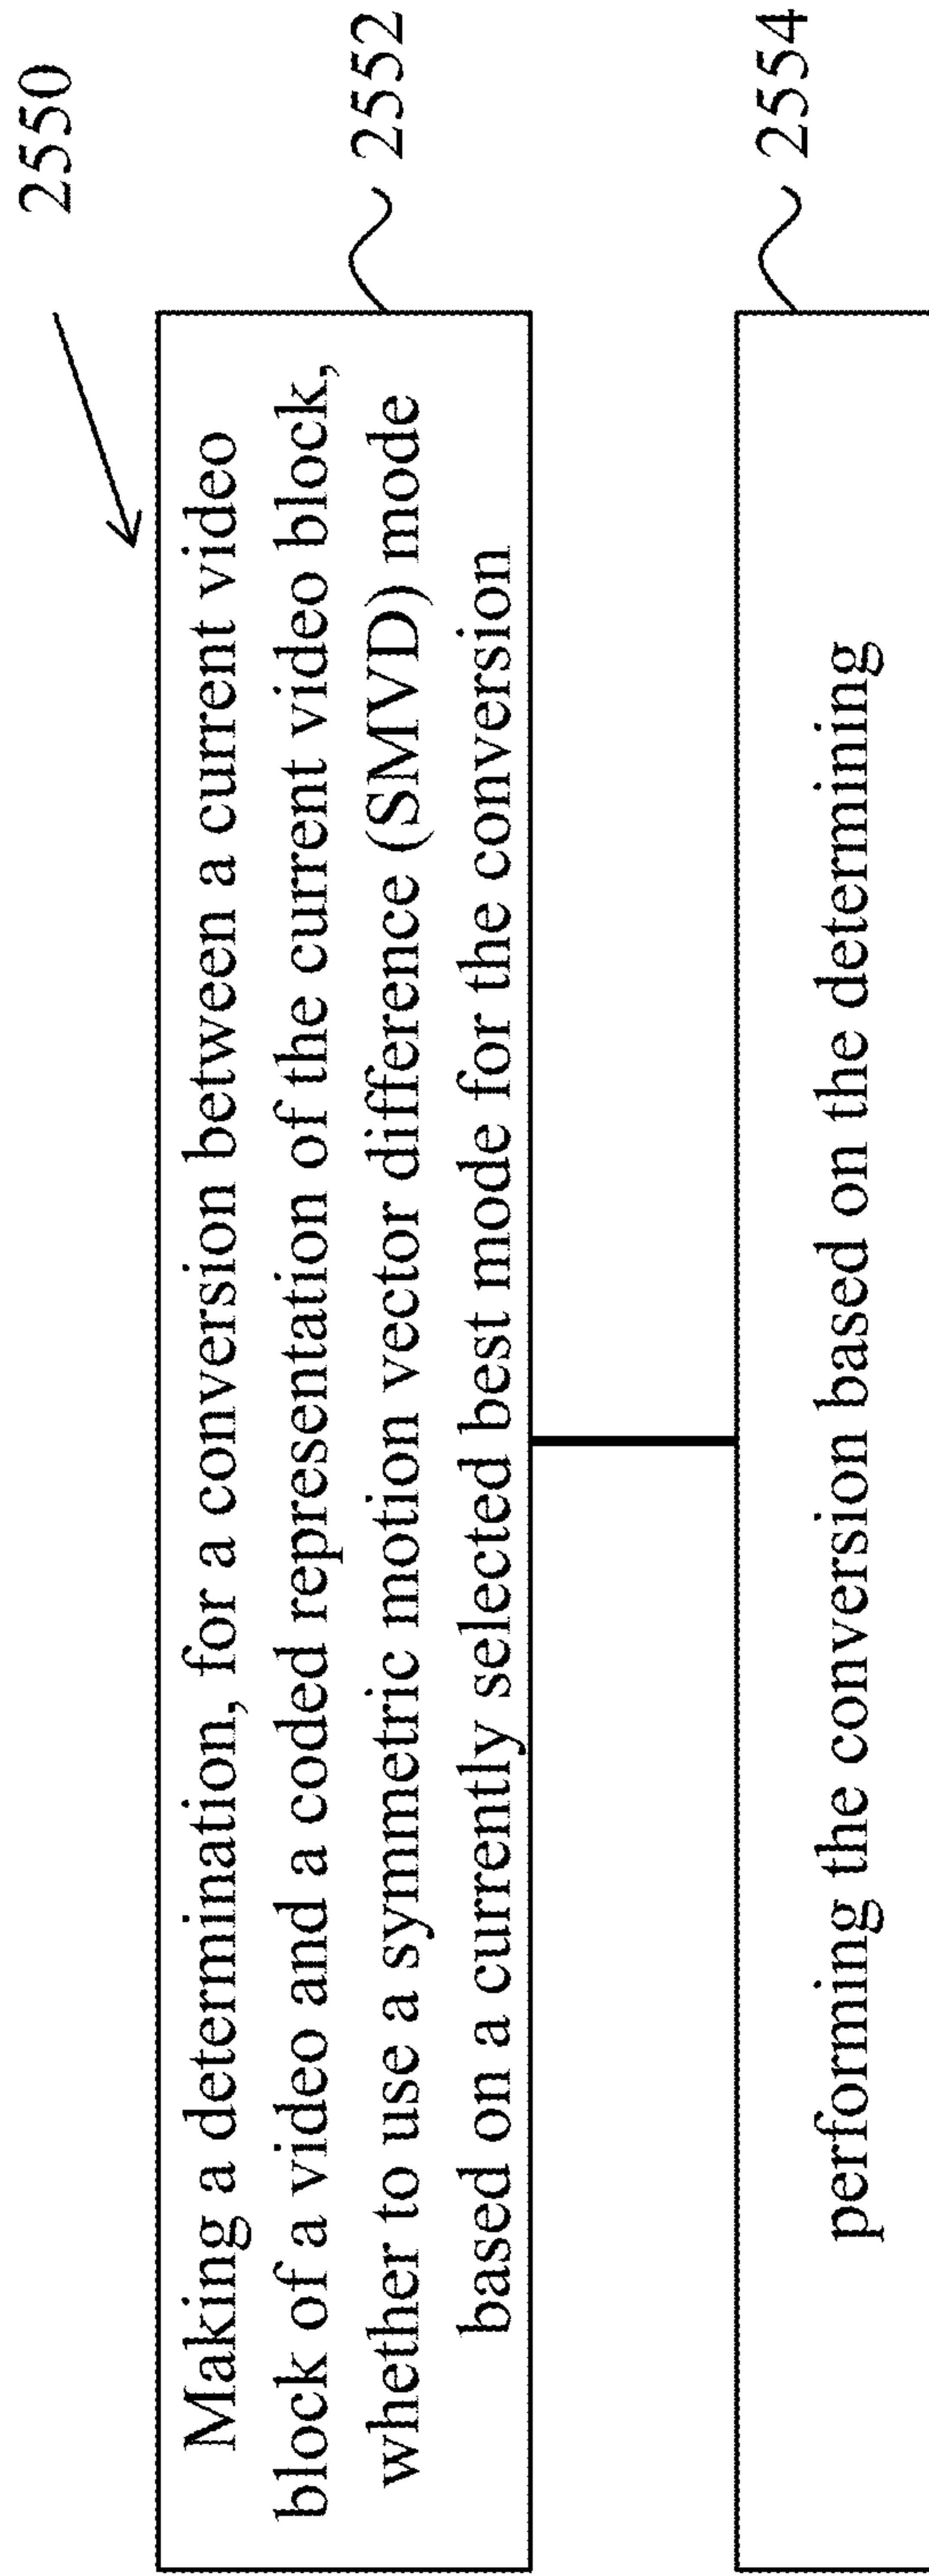 2550
Making a determination, for a conversion between a current video
block of a video and a coded representation of the current video block,
whether to use a symmetric motion vector difference (SMVD) mode
based on a currently selected best mode for the conversion
2552
performing the conversion based on the determining
2554